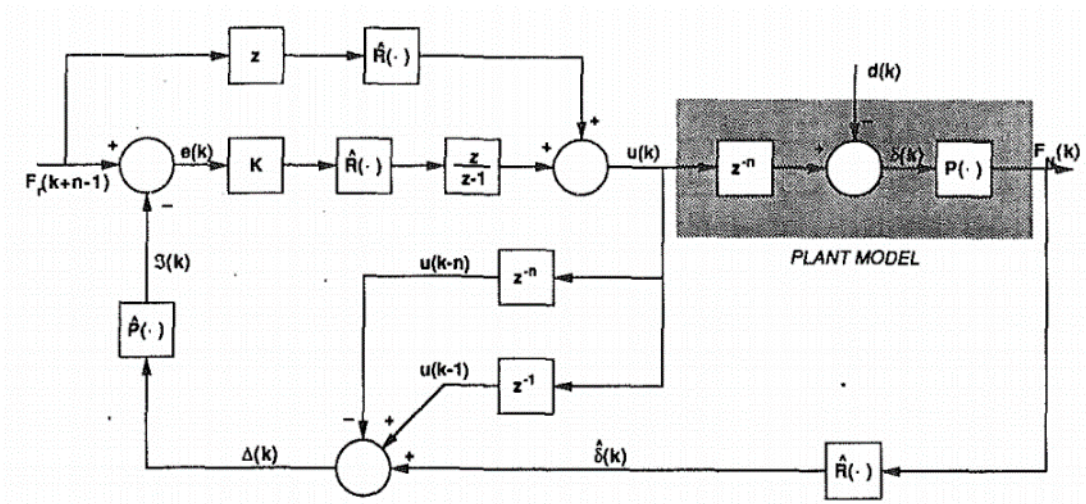 z
R̂(·)
d(k)
+
−
+
e(k)
K
R̂(·)
z
z-1
+
u(k)
z⁻ⁿ
+
δ(k)
P(·)
F_N(k)
F_r(k+n-1)
−
PLANT MODEL
ℑ(k)
u(k-n)
z⁻ⁿ
P̂(·)
u(k-1)
z⁻¹
−
+
Δ(k)
+
δ̂(k)
R̂(·)